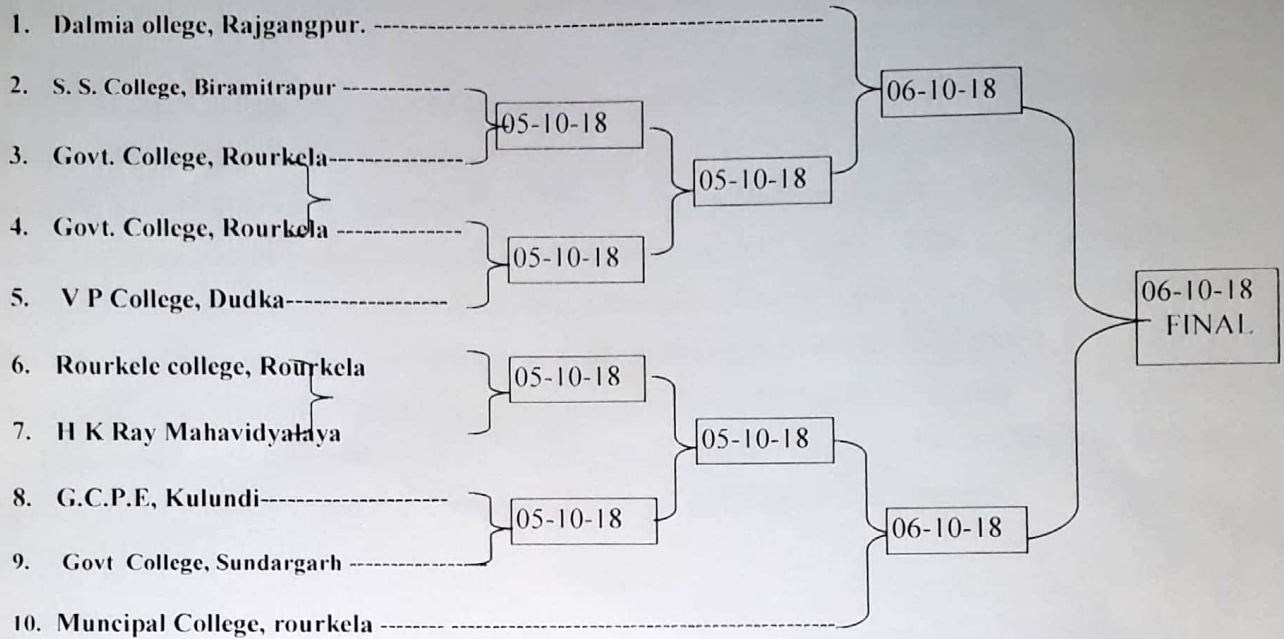 1. Dalmia ollege, Rajgangpur.
2. S. S. College, Biramitrapur
3. Govt. College, Rourkela
4. Govt. College, Rourkela
5. V P College, Dudka
6. Rourkele college, Rourkela
7. H K Ray Mahavidyalaya
8. G.C.P.E, Kulundi
9. Govt College, Sundargarh
10. Muncipal College, rourkela
05-10-18
05-10-18
05-10-18
05-10-18
05-10-18
05-10-18
06-10-18
06-10-18
06-10-18
FINAL